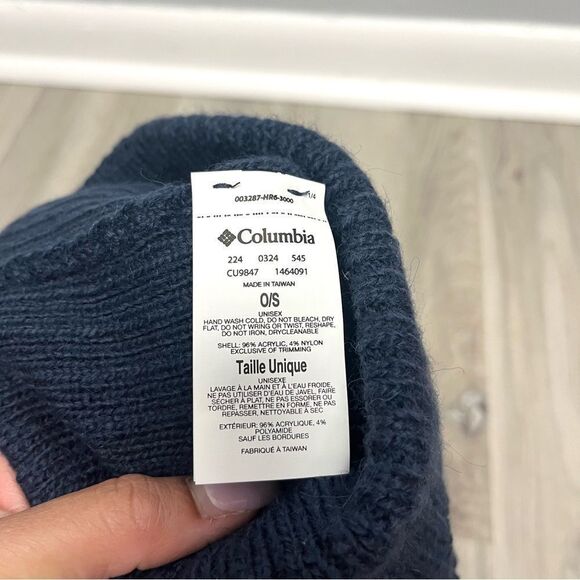 1/4
003287-HR6-3000
Columbia
224 0324 545
CU9847 1464091
MADE IN TAIWAN
O/S
UNISEX
HAND WASH COLD, DO NOT BLEACH, DRY
FLAT, DO NOT WRING OR TWIST, RESHAPE,
DO NOT IRON, DRYCLEANABLE
SHELL: 96% ACRYLIC, 4% NYLON
EXCLUSIVE OF TRIMMING
Taille Unique
UNISEXE
LAVAGE À LA MAIN ET À L'EAU FROIDE,
NE PAS UTILISER D'EAU DE JAVEL, FAIRE
SÉCHER À PLAT, NE PAS ESSORER OU
TORDRE, REMETTRE EN FORME, NE PAS
REPASSER, NETTOYABLE À SEC
EXTÉRIEUR: 96% ACRYLIQUE, 4%
POLYAMIDE
SAUF LES BORDURES
FABRIQUÉ À TAIWAN